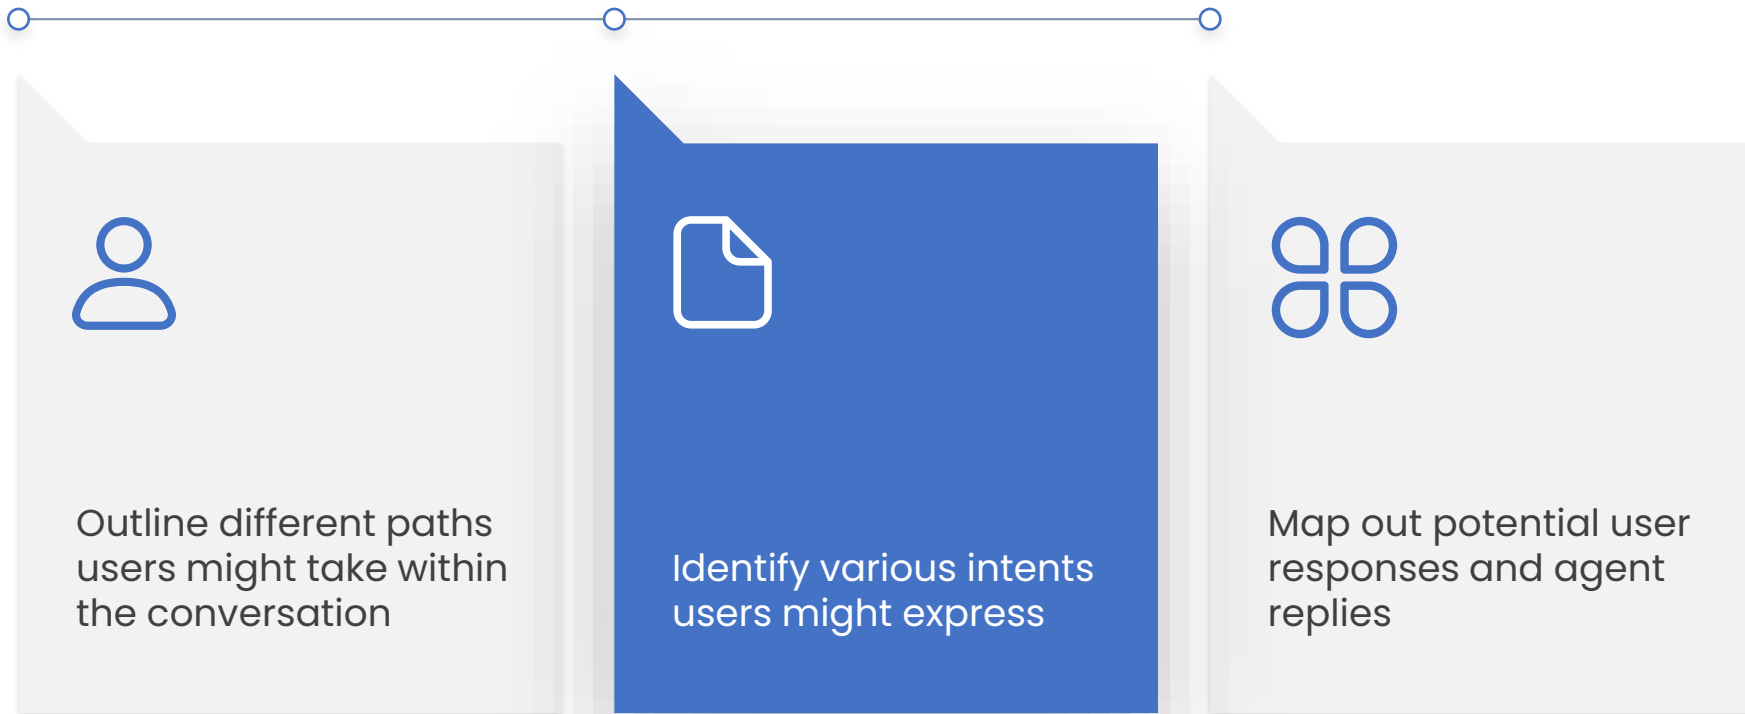 Outline different paths
users might take within
the conversation
Identify various intents
users might express
Map out potential user
responses and agent
replies